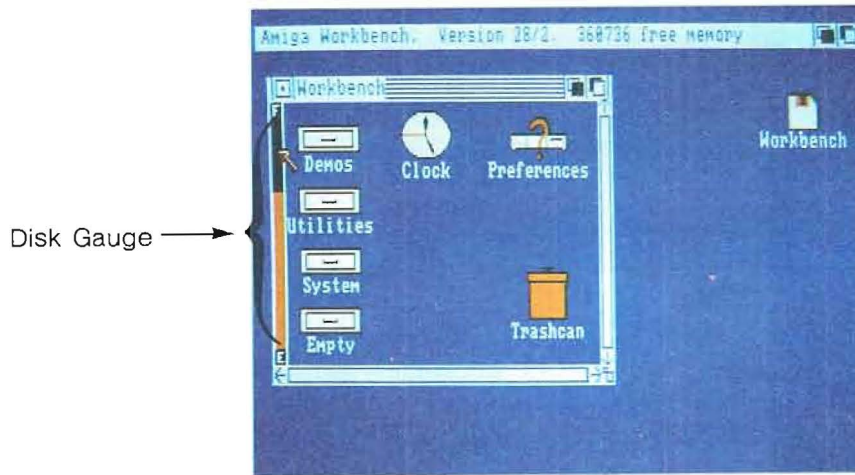 Amiga Workbench. Version 28/2. 360736 free memory
Workbench
Demos
Clock
Preferences
Workbench
Disk Gauge
Utilities
System
Empty
Trashcan
E